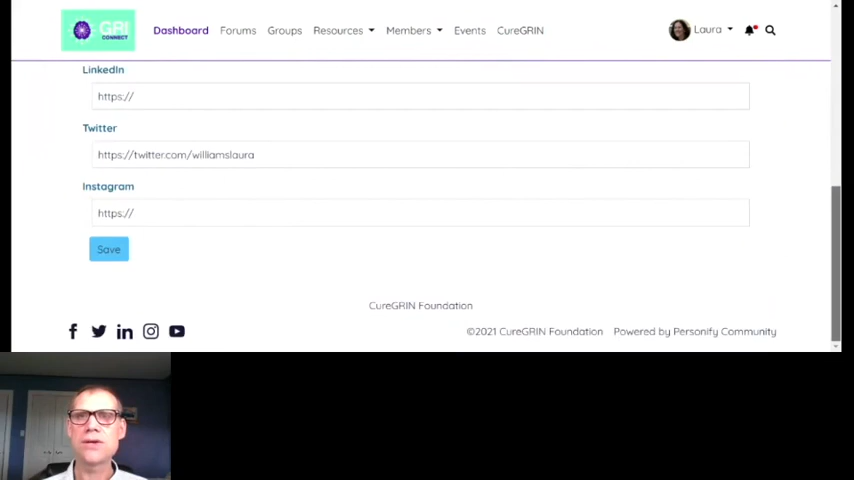 GRI CONNECT Dashboard Forums Groups Resources Members Events CureGRIN Laura
LinkedIn
https://
Twitter
https://twitter.com/williamslaura
Instagram
https://
Save
CureGRIN Foundation
©2021 CureGRIN Foundation Powered by Personify Community